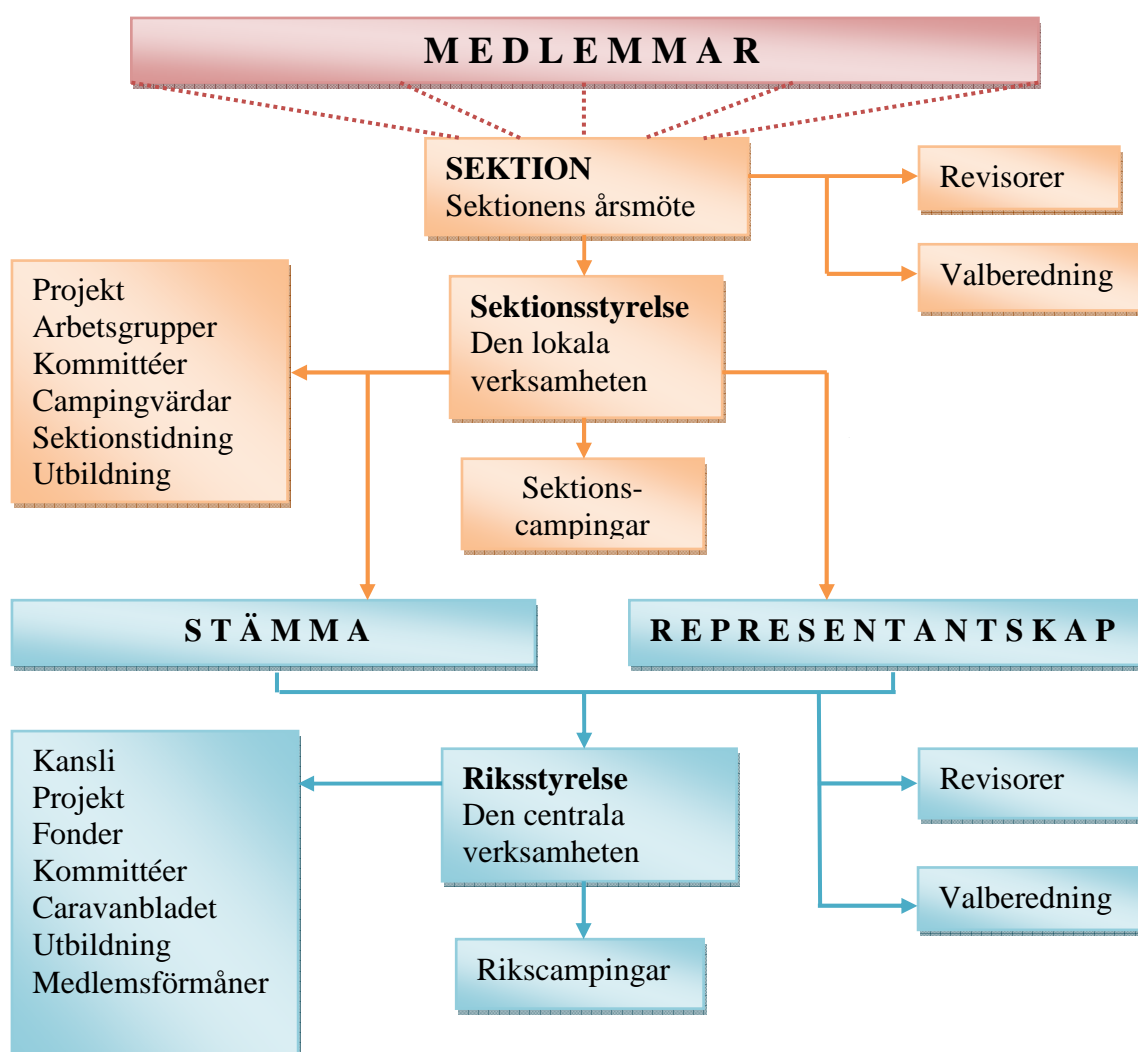 M E D L E M M A R
SEKTION
Sektionens årsmöte
Revisorer
Valberedning
Projekt
Arbetsgrupper
Kommittéer
Campingvärdar
Sektionstidning
Utbildning
Sektionsstyrelse
Den lokala
verksamheten
Sektions-
campingar
S T Ä M M A
R E P R E S E N T A N T S K A P
Kansli
Projekt
Fonder
Kommittéer
Caravanbladet
Utbildning
Medlemsförmåner
Riksstyrelse
Den centrala
verksamheten
Revisorer
Valberedning
Rikscampingar